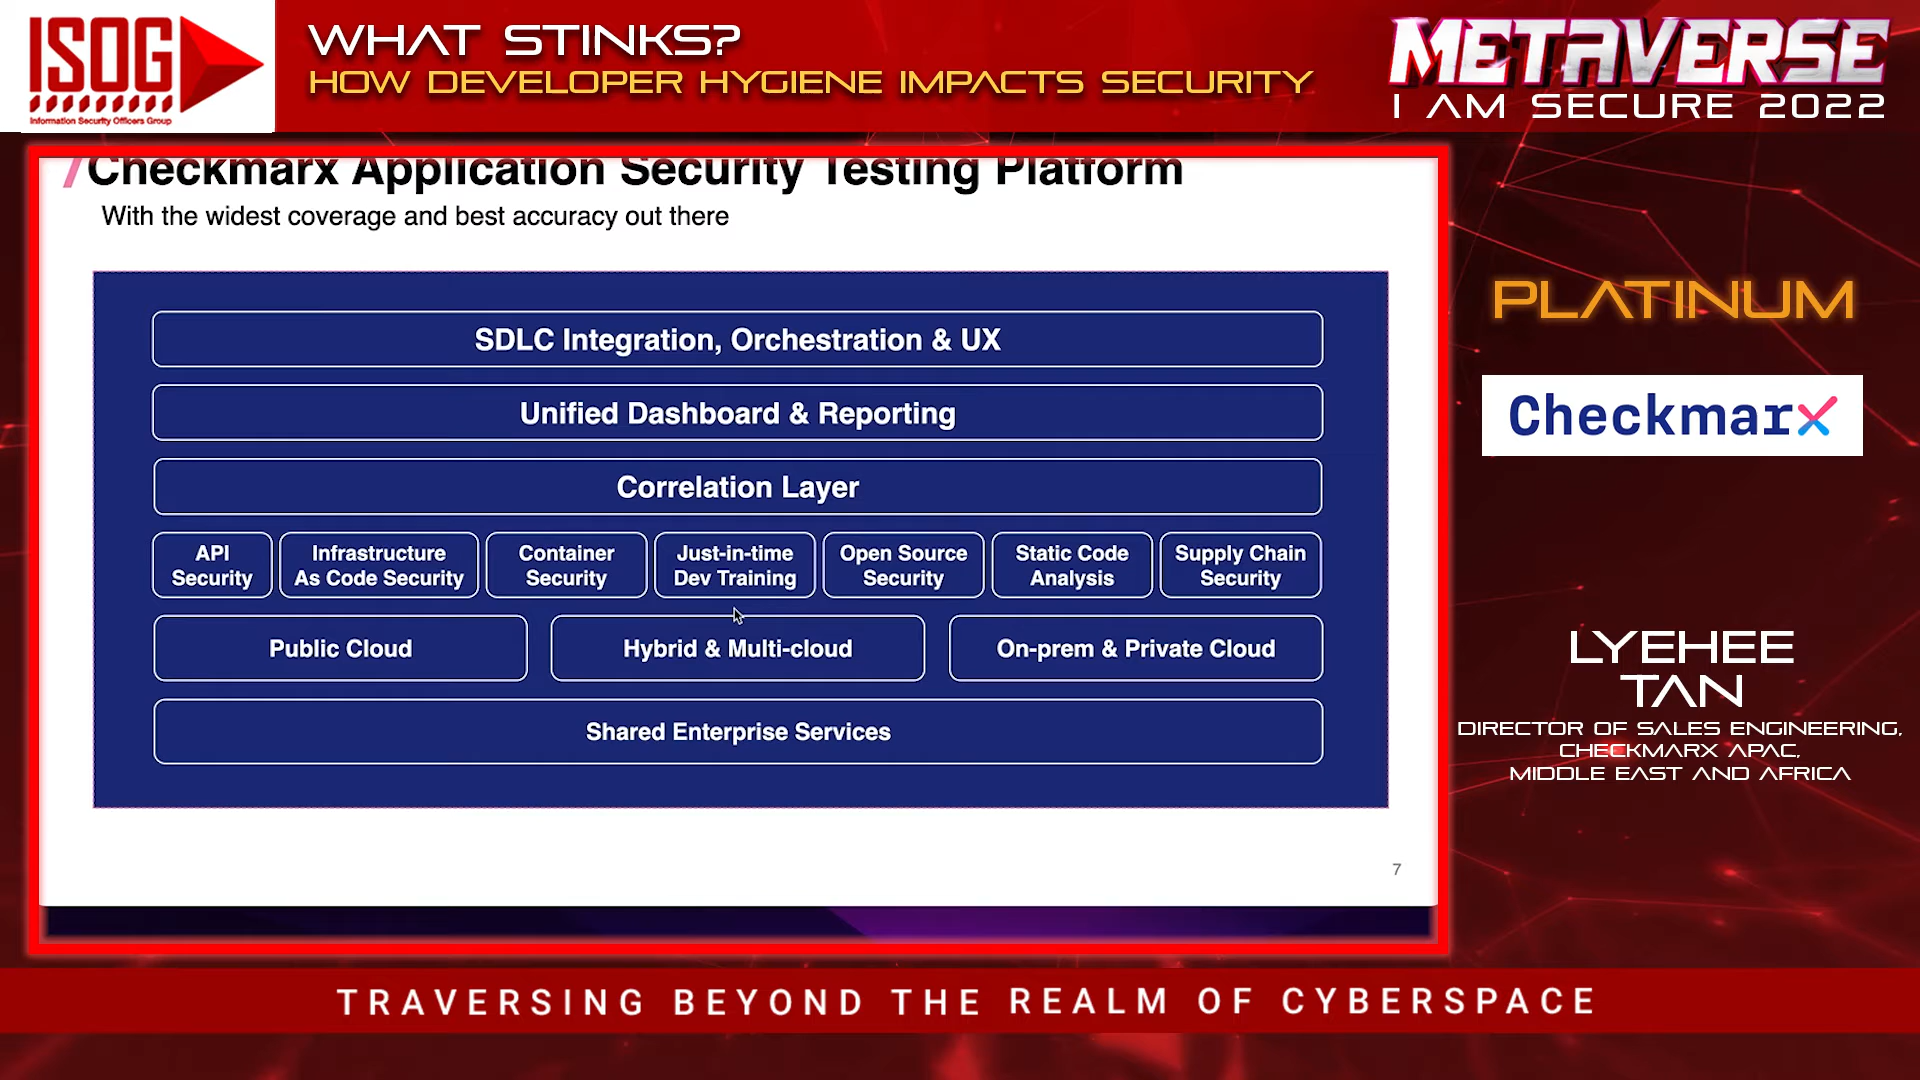 ISOG
Information Security Officers Group
WHAT STINKS?
HOW DEVELOPER HYGIENE IMPACTS SECURITY
METAVERSE
I AM SECURE 2022
/Checkmarx Application Security Testing Platform
With the widest coverage and best accuracy out there
SDLC Integration, Orchestration & UX
Unified Dashboard & Reporting
Correlation Layer
API
Security
Infrastructure
As Code Security
Container
Security
Just-in-time
Dev Training
Open Source
Security
Static Code
Analysis
Supply Chain
Security
Public Cloud
Hybrid & Multi-cloud
On-prem & Private Cloud
Shared Enterprise Services
7
PLATINUM
Checkmarx
LYEHEE
TAN
DIRECTOR OF SALES ENGINEERING,
CHECKMARX APAC,
MIDDLE EAST AND AFRICA
TRAVERSING BEYOND THE REALM OF CYBERSPACE